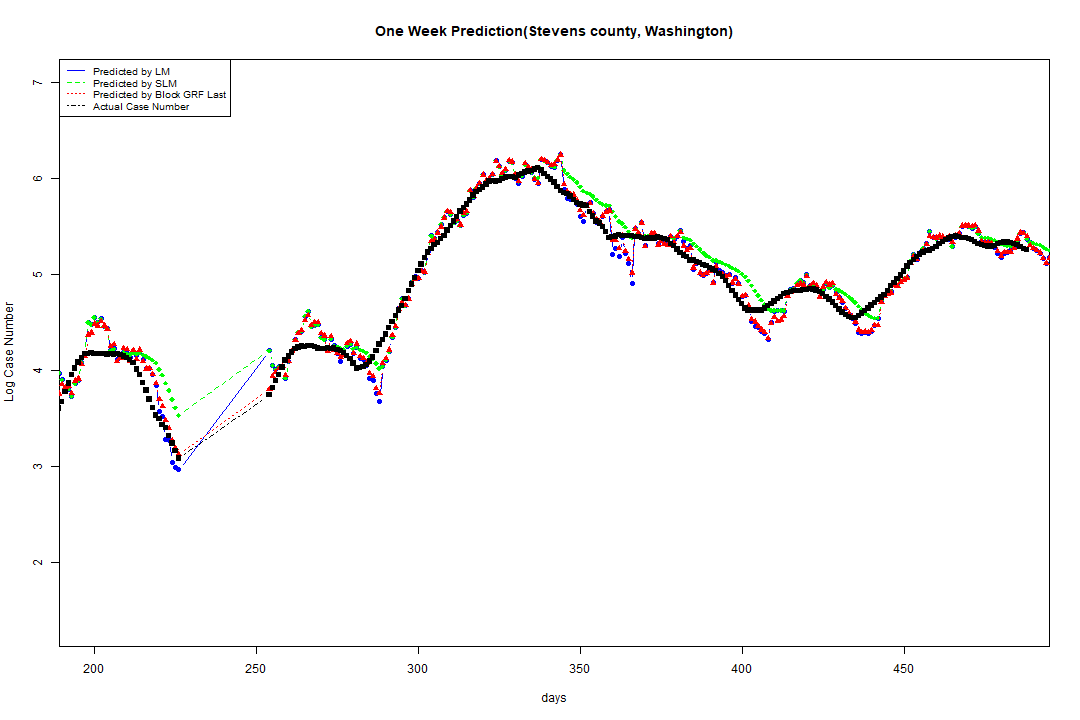 One Week Prediction(Stevens county, Washington)
Predicted by LM
Predicted by SLM
Predicted by Block GRF Last
Actual Case Number
7
6
5
4
3
2
Log Case Number
200 250 300 350 400 450
days